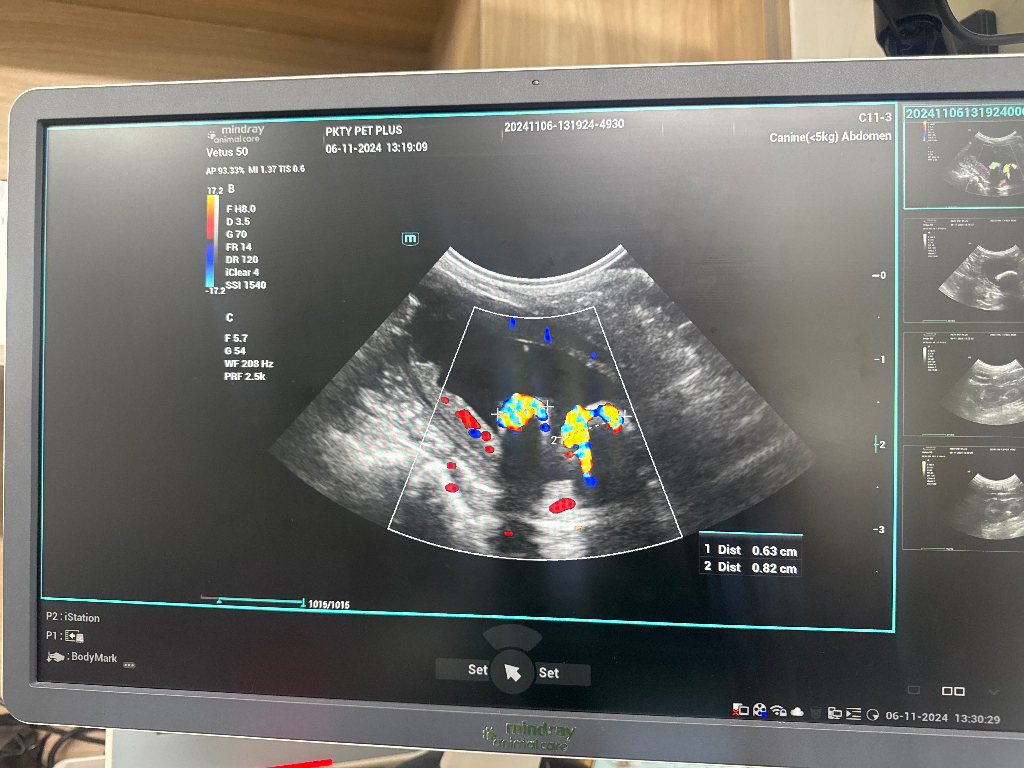 mindray
animal care
Vetus 50
PKTY PET PLUS
06-11-2024 13:19:09
20241106-131924-4930
C11-3
Canine(<5kg) Abdomen
AP 93.33% MI 1.37 TIS 0.6
17.2 B
F H8.0
D 3.5
G 70
FR 14
DR 120
iClear 4
SSI 1540
-17.2
C
F 5.7
G 54
WF 208 Hz
PRF 2.5k
m
0
1
2
3
2
1 Dist 0.63 cm
2 Dist 0.82 cm
1015/1015
P2 : iStation
P1 :
: BodyMark
Set
Set
06-11-2024 13:30:29
mindray
animal care